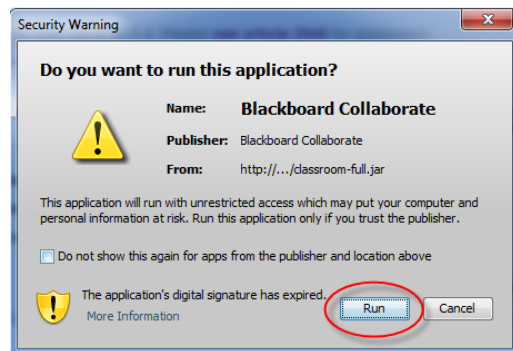 Security Warning
Do you want to run this application?
Name: Blackboard Collaborate
Publisher: Blackboard Collaborate
From: http://.../classroom-full.jar
This application will run with unrestricted access which may put your computer and
personal information at risk. Run this application only if you trust the publisher.
Do not show this again for apps from the publisher and location above
The application's digital signature has expired.
More Information
Run
Cancel